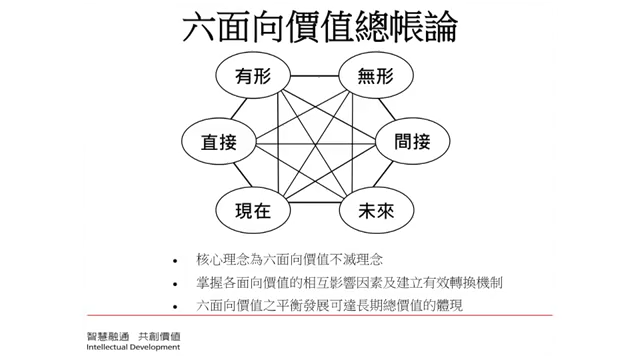 六面向價值總帳論
有形 無形
直接 間接
現在 未來
• 核心理念為六面向價值不滅理念
• 掌握各面向價值的相互影響因素及建立有效轉換機制
• 六面向價值之平衡發展可達長期總價值的體現
智慧融通 共創價值
Intellectual Development